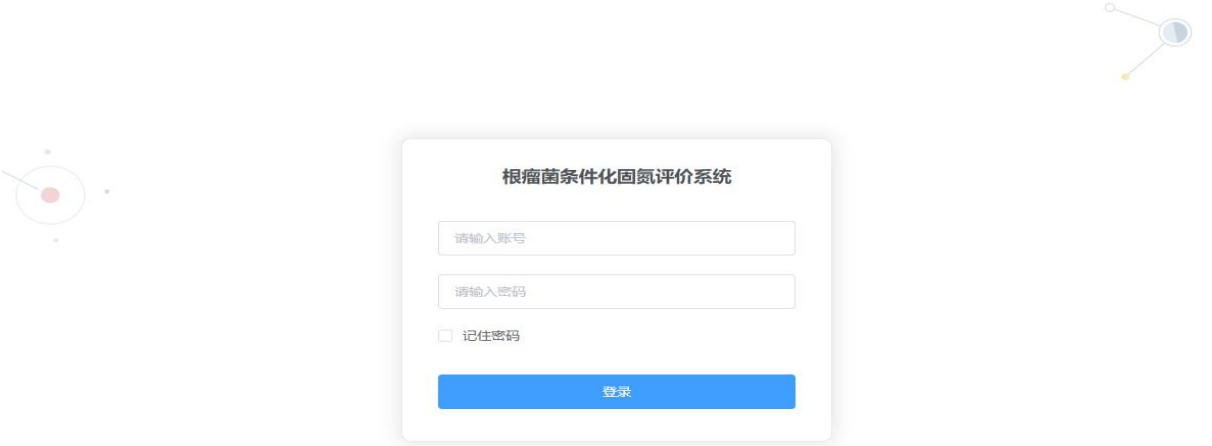 根瘤菌条件化固氮评价系统
请输入账号
请输入密码
记住密码
登录